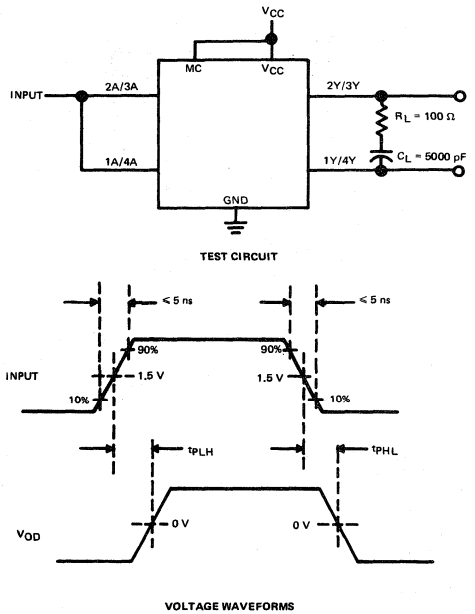 VCC
MC
VCC
INPUT
2A/3A
2Y/3Y
RL = 100 Ω
CL = 5000 pF
1A/4A
1Y/4Y
GND
TEST CIRCUIT
≤ 5 ns
≤ 5 ns
90%
90%
INPUT
1.5 V
1.5 V
10%
10%
tPLH
tPHL
VOD
0 V
0 V
VOLTAGE WAVEFORMS